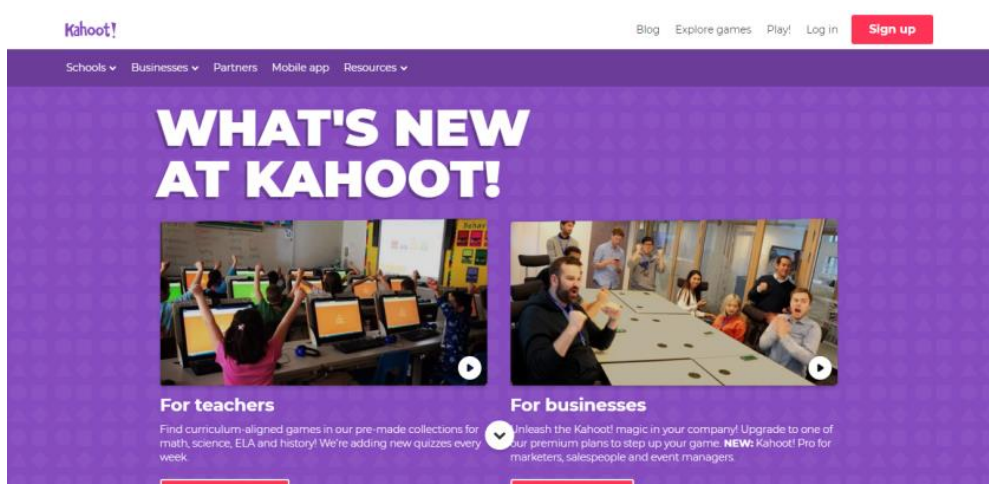 Kahoot!
Blog Explore games Play! Log in Sign up
Schools Businesses Partners Mobile app Resources
WHAT'S NEW
AT KAHOOT!
For teachers
Find curriculum-aligned games in our pre-made collections for
math, science, ELA and history! We're adding new quizzes every
week.
For businesses
Unleash the Kahoot! magic in your company! Upgrade to one of
our premium plans to step up your game. NEW: Kahoot! Pro for
marketers, salespeople and event managers.